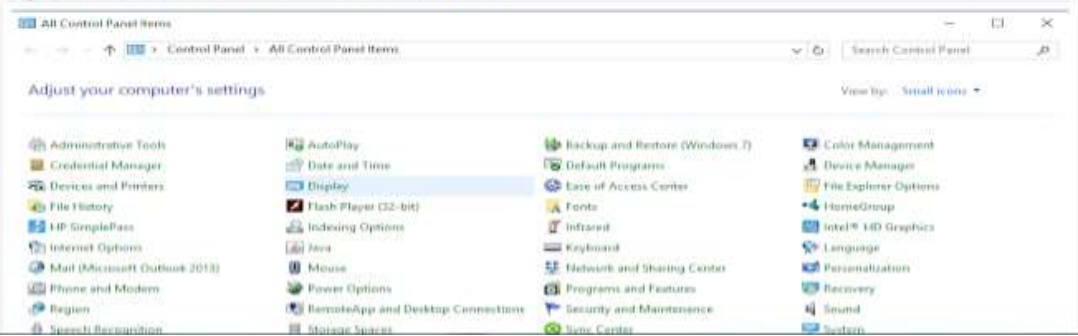 All Control Panel Items
Control Panel > All Control Panel Items Search Control Panel
Adjust your computer's settings View by: Small icons
Administrative Tools AutoPlay Backup and Restore (Windows 7) Color Management
Credential Manager Date and Time Default Programs Device Manager
Devices and Printers Display Ease of Access Center File Explorer Options
File History Flash Player (32-bit) Fonts HomeGroup
HP SimplePass Indexing Options Infrared Intel® HD Graphics
Internet Options Java Keyboard Language
Mail (Microsoft Outlook 2013) Mouse Network and Sharing Center Personalization
Phone and Modem Power Options Programs and Features Recovery
Region RemoteApp and Desktop Connections Security and Maintenance Sound
Speech Recognition Storage Spaces Sync Center System